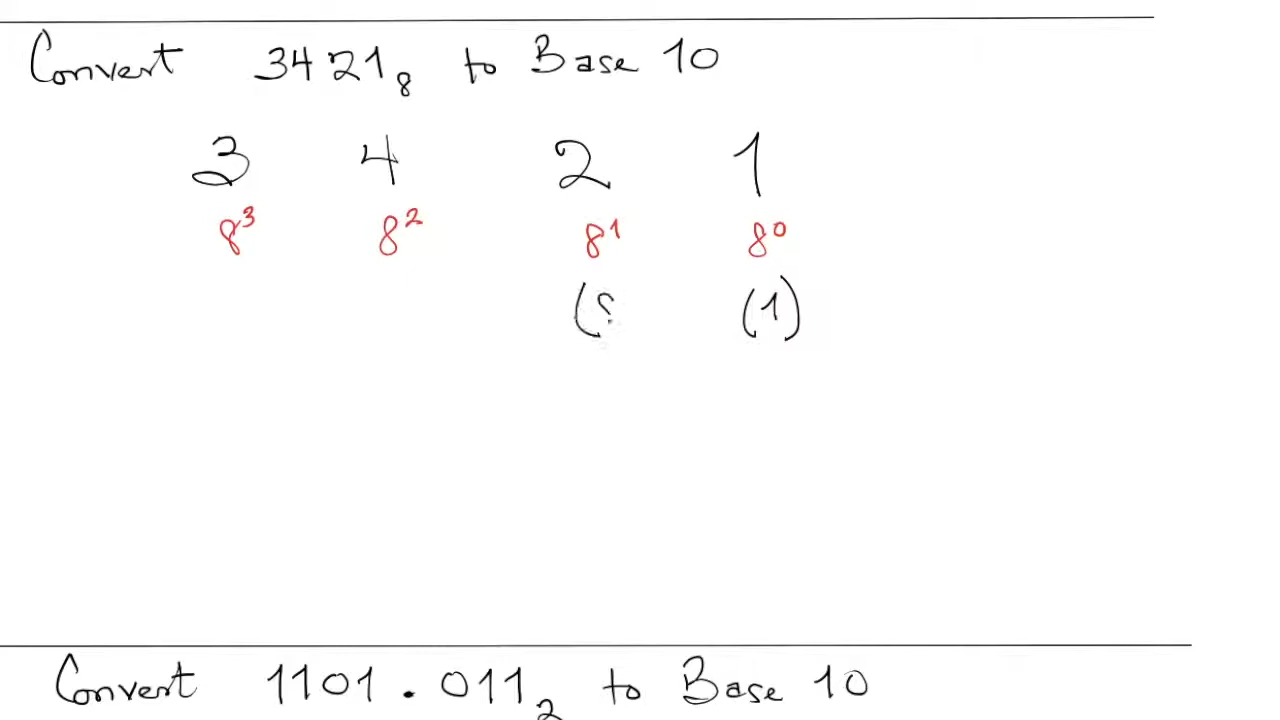 Convert 3421₈ to Base 10
3 4 2 1
8³ 8² 8¹ 8⁰
( (1)
Convert 1101.011₂ to Base 10